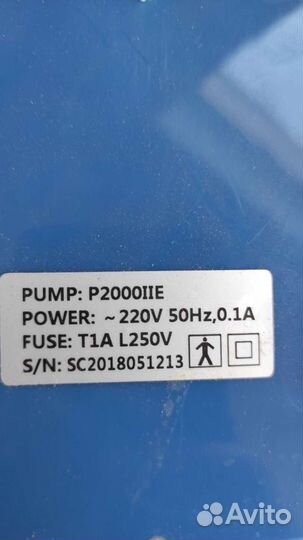 PUMP: P2000IIE
POWER: ~220V 50Hz,0.1A
FUSE: T1A L250V
S/N: SC2018051213
Avito